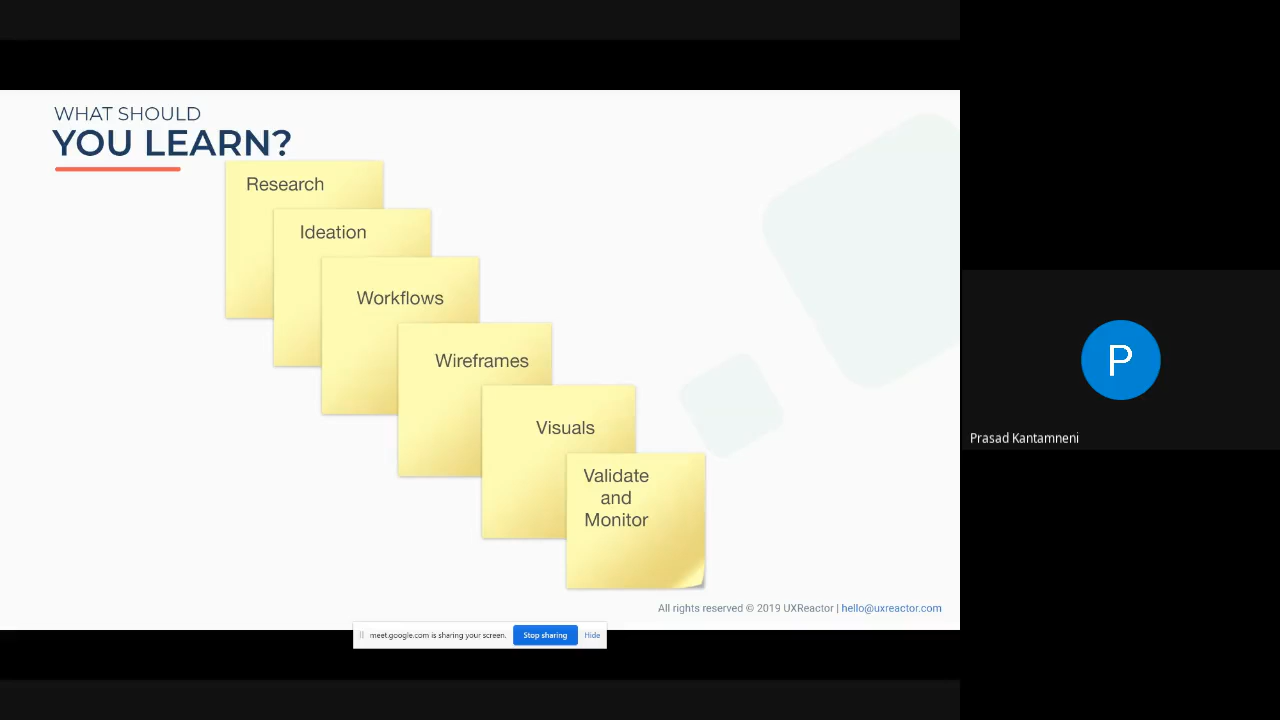 WHAT SHOULD
YOU LEARN?
Research
Ideation
Workflows
Wireframes
Visuals
Validate
and
Monitor
All rights reserved © 2019 UXReactor | hello@uxreactor.com
meet.google.com is sharing your screen. Stop sharing Hide
P
Prasad Kantamneni